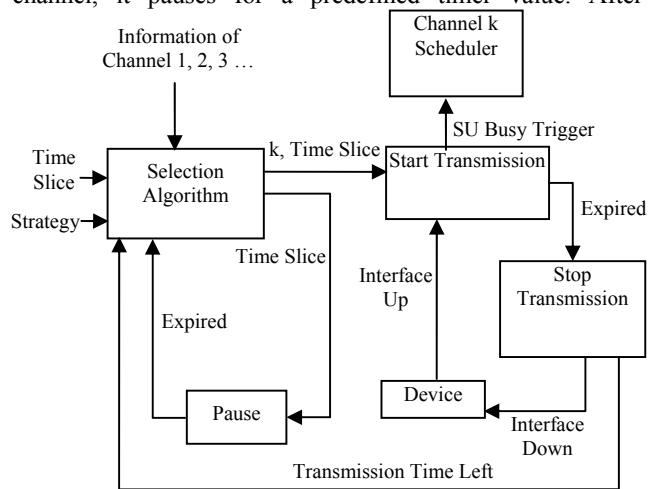 channel, it pauses for a predefined timer value. After
Information of
Channel 1, 2, 3 …
Channel k
Scheduler
SU Busy Trigger
k, Time Slice
Start Transmission
Time
Slice
Selection
Algorithm
Strategy
Expired
Time Slice
Stop
Transmission
Interface
Up
Expired
Device
Pause
Interface
Down
Transmission Time Left